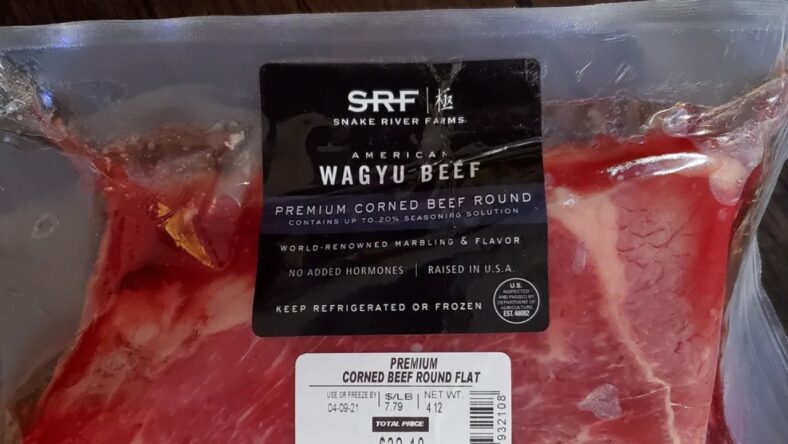 SRF 極
SNAKE RIVER FARMS
AMERICAN
WAGYU BEEF
PREMIUM CORNED BEEF ROUND
CONTAINS UP TO 20% SEASONING SOLUTION
WORLD-RENOWNED MARBLING & FLAVOR
NO ADDED HORMONES | RAISED IN U.S.A.
KEEP REFRIGERATED OR FROZEN
U.S.
INSPECTED
AND PASSED BY
DEPARTMENT OF
AGRICULTURE
EST. 46082
PREMIUM
CORNED BEEF ROUND FLAT
USE OR FREEZE BY $/LB NET WT.
04-09-21 7.79 4.12
TOTAL PRICE
932108